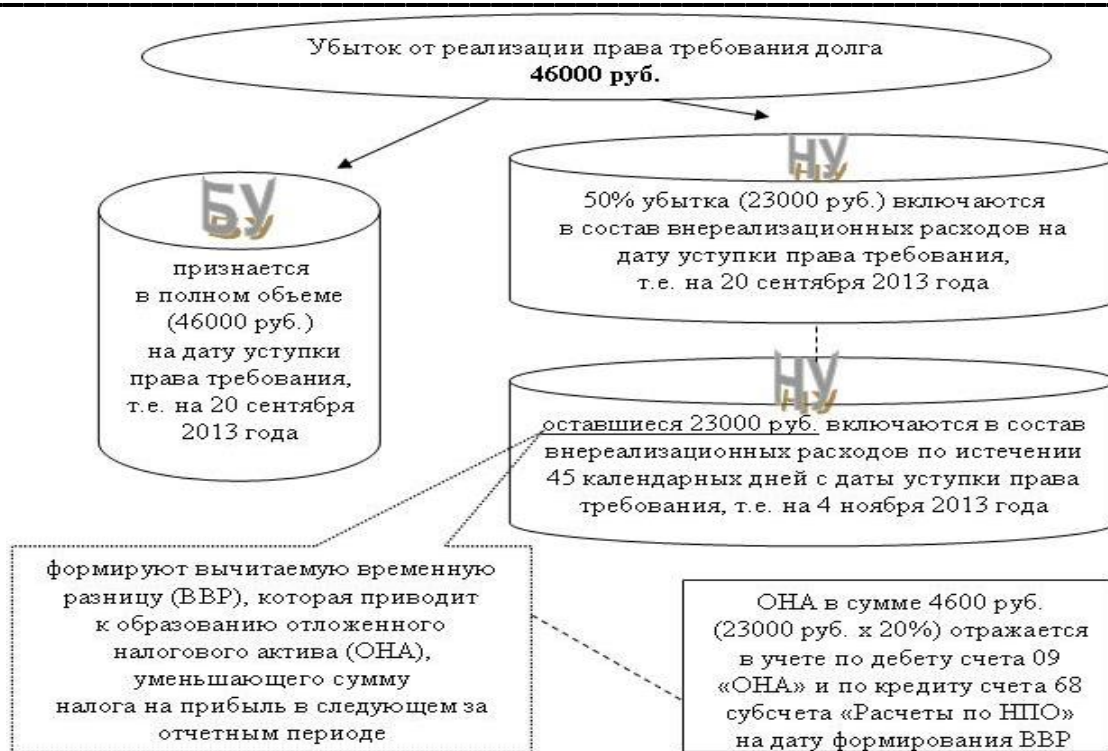 Убыток от реализации права требования долга
46000 руб.
БУ
признается
в полном объеме
(46000 руб.)
на дату уступки
права требования,
т.е. на 20 сентября
2013 года
НУ
50% убытка (23000 руб.) включаются
в состав внереализационных расходов на
дату уступки права требования,
т.е. на 20 сентября 2013 года
НУ
оставшиеся 23000 руб. включаются в состав
внереализационных расходов по истечении
45 календарных дней с даты уступки права
требования, т.е. на 4 ноября 2013 года
формируют вычитаемую временную
разницу (ВВР), которая приводит
к образованию отложенного
налогового актива (ОНА),
уменьшающего сумму
налога на прибыль в следующем за
отчетным периоде
ОНА в сумме 4600 руб.
(23000 руб. х 20%) отражается
в учете по дебету счета 09
«ОНА» и по кредиту счета 68
субсчета «Расчеты по НПО»
на дату формирования ВВР